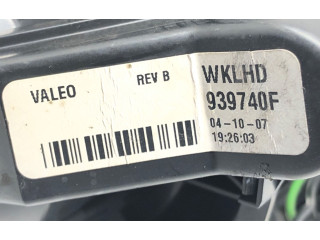 VALEO REV B WKLHD
939740F
04-10-07
19:26:03